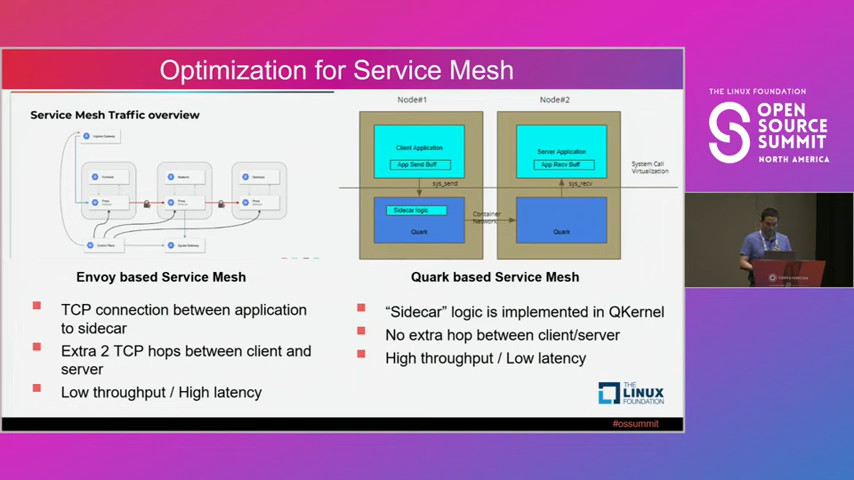 Optimization for Service Mesh
Service Mesh Traffic overview
Envoy based Service Mesh
TCP connection between application
to sidecar
Extra 2 TCP hops between client and
server
Low throughput / High latency
Node#1
Node#2
Client Application
App Send Buff
Server Application
App Recv Buff
System Call
Virtualization
sys_send
sys_recv
Sidecar logic
Quark
Container
Network
Quark
Quark based Service Mesh
“Sidecar” logic is implemented in QKernel
No extra hop between client/server
High throughput / Low latency
THE
LINUX
FOUNDATION
#ossummit
THE LINUX FOUNDATION
OPEN
SOURCE
SUMMIT
NORTH AMERICA